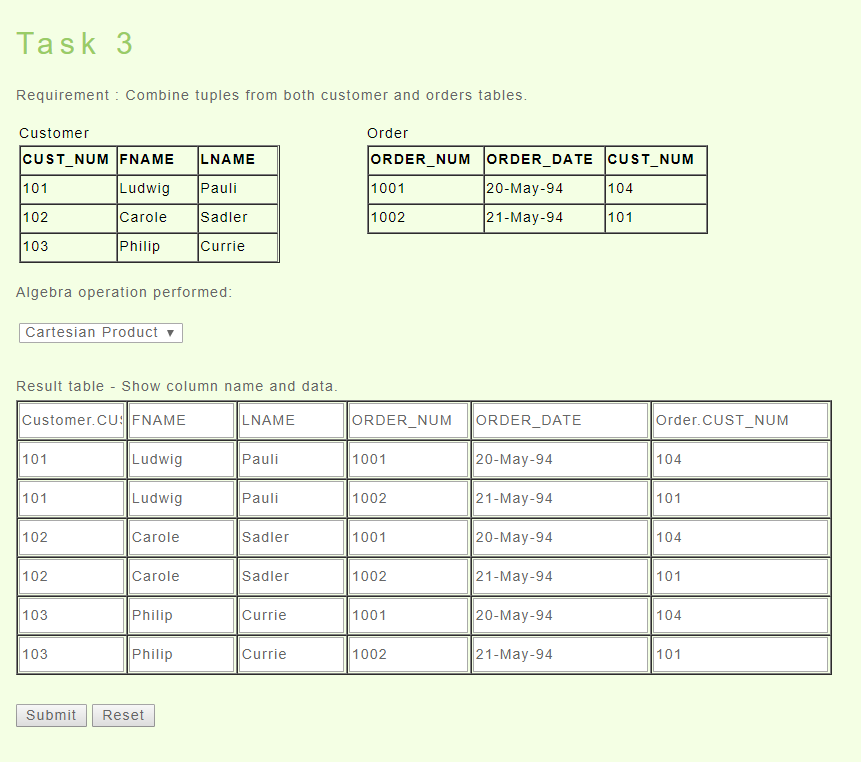 Task 3
Requirement : Combine tuples from both customer and orders tables.
Customer
CUST_NUM FNAME LNAME
101 Ludwig Pauli
102 Carole Sadler
103 Philip Currie
Order
ORDER_NUM ORDER_DATE CUST_NUM
1001 20-May-94 104
1002 21-May-94 101
Algebra operation performed:
Cartesian Product ▼
Result table - Show column name and data.
Customer.CUS FNAME LNAME ORDER_NUM ORDER_DATE Order.CUST_NUM
101 Ludwig Pauli 1001 20-May-94 104
101 Ludwig Pauli 1002 21-May-94 101
102 Carole Sadler 1001 20-May-94 104
102 Carole Sadler 1002 21-May-94 101
103 Philip Currie 1001 20-May-94 104
103 Philip Currie 1002 21-May-94 101
Submit Reset